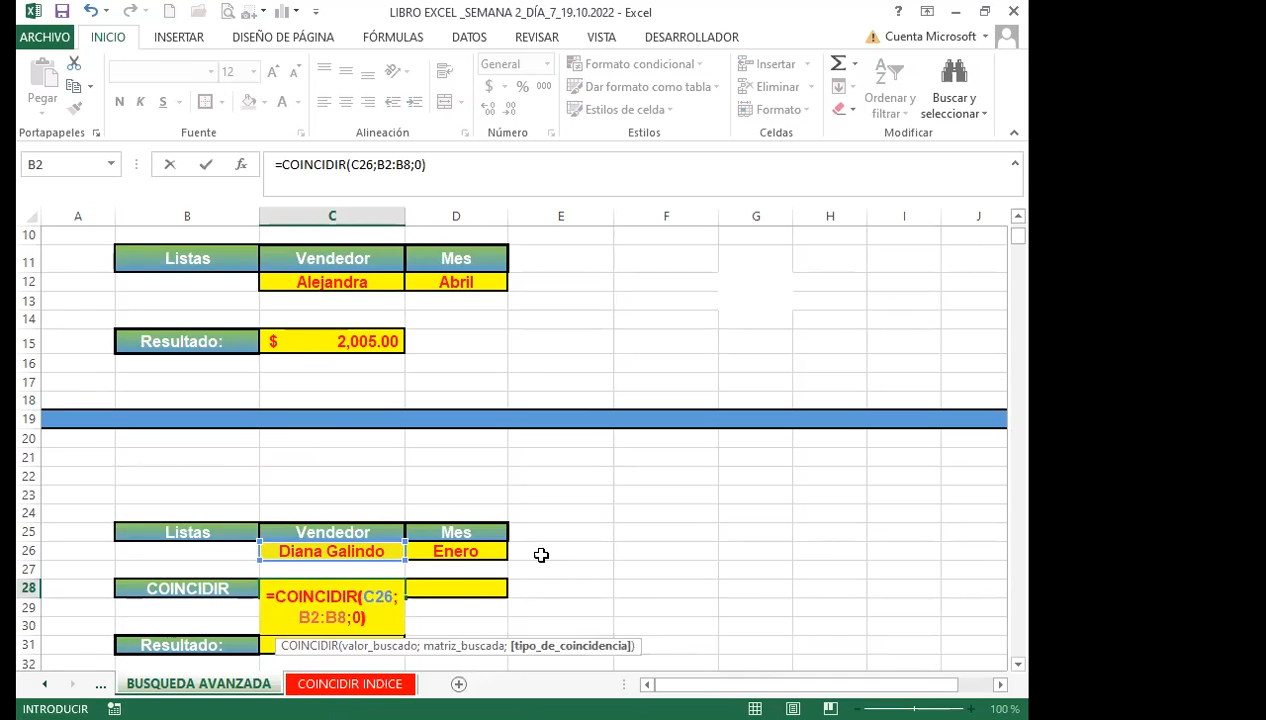 LIBRO EXCEL _SEMANA 2_DÍA_7_19.10.2022 - Excel
?
ARCHIVO INICIO INSERTAR DISEÑO DE PÁGINA FÓRMULAS DATOS REVISAR VISTA DESARROLLADOR Cuenta Microsoft
12 General Formato condicional Insertar
Pegar N K S A $ % 000 Dar formato como tabla Eliminar Ordenar y filtrar Buscar y seleccionar
Estilos de celda Formato
Portapapeles Fuente Alineación Número Estilos Celdas Modificar
B2 fx =COINCIDIR(C26;B2:B8;0)
A B C D E F G H I J
10
11 Listas Vendedor Mes
12 Alejandra Abril
13
14
15 Resultado: $ 2,005.00
16
17
18
19
20
21
22
23
24
25 Listas Vendedor Mes
26 Diana Galindo Enero
27
28 COINCIDIR =COINCIDIR(C26;
29 B2:B8;0)
30
31 Resultado: COINCIDIR(valor_buscado; matriz_buscada; [tipo_de_coincidencia])
32
... BUSQUEDA AVANZADA COINCIDIR INDICE
INTRODUCIR 100 %